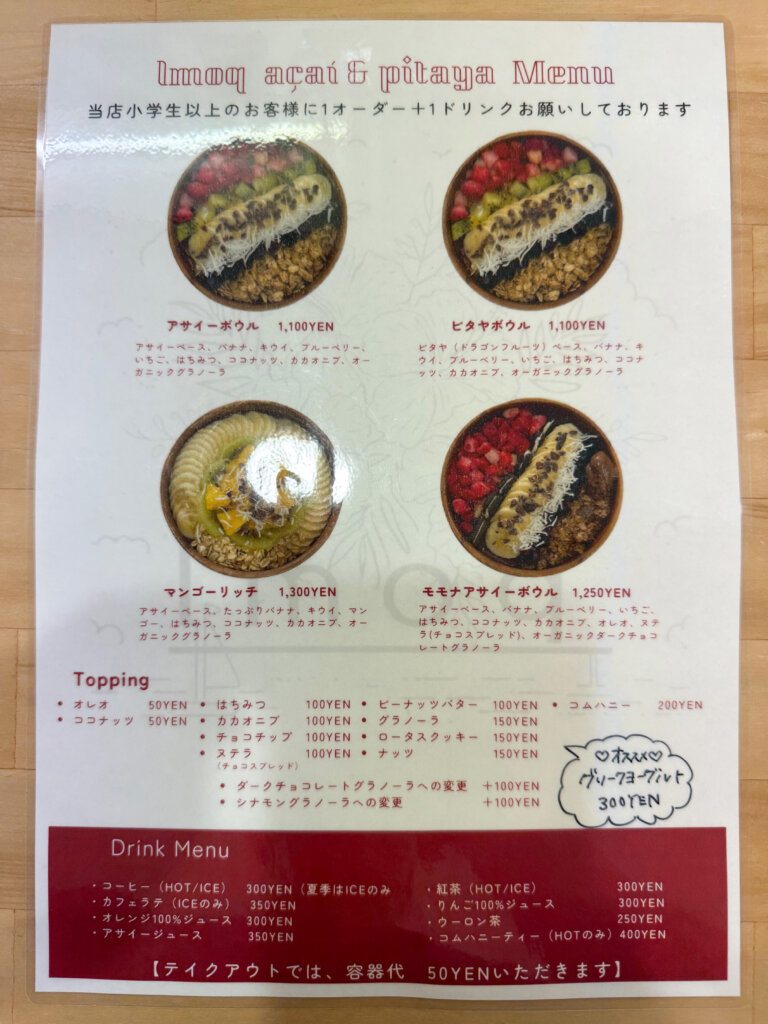 Imoq açaí & pitaya Menu
当店小学生以上のお客様に1オーダー＋1ドリンクお願いしております
アサイーボウル 1,100YEN
アサイーベース、バナナ、キウイ、ブルーベリー、
いちご、はちみつ、ココナッツ、カカオニブ、オー
ガニックグラノーラ
ピタヤボウル 1,100YEN
ピタヤ（ドラゴンフルーツ）ベース、バナナ、キ
ウイ、ブルーベリー、いちご、はちみつ、ココナ
ッツ、カカオニブ、オーガニックグラノーラ
マンゴーリッチ 1,300YEN
アサイーベース、たっぷりバナナ、キウイ、マン
ゴー、はちみつ、ココナッツ、カカオニブ、オー
ガニックグラノーラ
モモナアサイーボウル 1,250YEN
アサイーベース、バナナ、ブルーベリー、いちご、
はちみつ、ココナッツ、カカオニブ、オレオ、ヌテ
ラ(チョコスプレッド)、オーガニックダークチョコ
レートグラノーラ
Topping
• オレオ 50YEN
• ココナッツ 50YEN
• はちみつ 100YEN
• カカオニブ 100YEN
• チョコチップ 100YEN
• ヌテラ 100YEN
(チョコスプレッド)
• ピーナッツバター 100YEN
• グラノーラ 150YEN
• ロータスクッキー 150YEN
• ナッツ 150YEN
• コムハニー 200YEN
• ダークチョコレートグラノーラへの変更 ＋100YEN
• シナモングラノーラへの変更 ＋100YEN
♡オススメ♡
グリークヨーグルト
300YEN
Drink Menu
・コーヒー（HOT/ICE） 300YEN（夏季はICEのみ
・カフェラテ（ICEのみ） 350YEN
・オレンジ100%ジュース 300YEN
・アサイージュース 350YEN
・紅茶（HOT/ICE） 300YEN
・りんご100%ジュース 300YEN
・ウーロン茶 250YEN
・コムハニーティー（HOTのみ）400YEN
【テイクアウトでは、容器代 50YENいただきます】